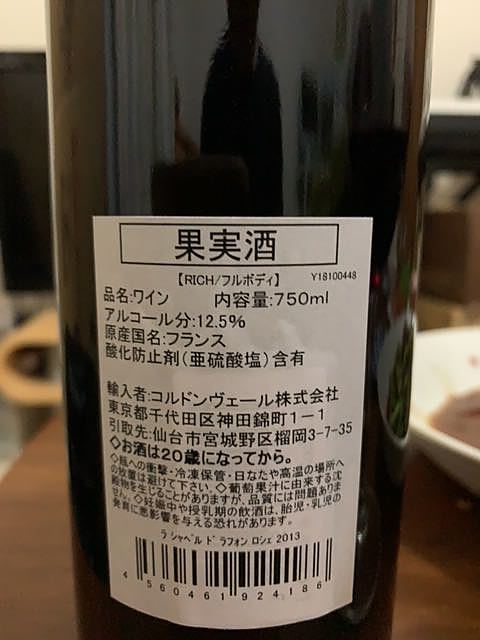 果実酒
【RICH/フルボディ】 Y18100448
品名:ワイン 内容量:750ml
アルコール分:12.5%
原産国名:フランス
酸化防止剤(亜硫酸塩)含有
輸入者:コルドンヴェール株式会社
東京都千代田区神田錦町1-1
引取先:仙台市宮城野区榴岡3-7-35
◇お酒は20歳になってから。
◇瓶への衝撃・冷凍保管・日なたや高温の場所へ
の放置は避けて下さい。◇葡萄果汁に由来する沈
殿物を生じることがありますが、品質には問題ありま
せん。◇妊娠中や授乳期の飲酒は、胎児・乳児の
発育に悪影響を与える恐れがあります。
ラ シャペル ド ラフォン ロシェ 2013
4 560461 924186